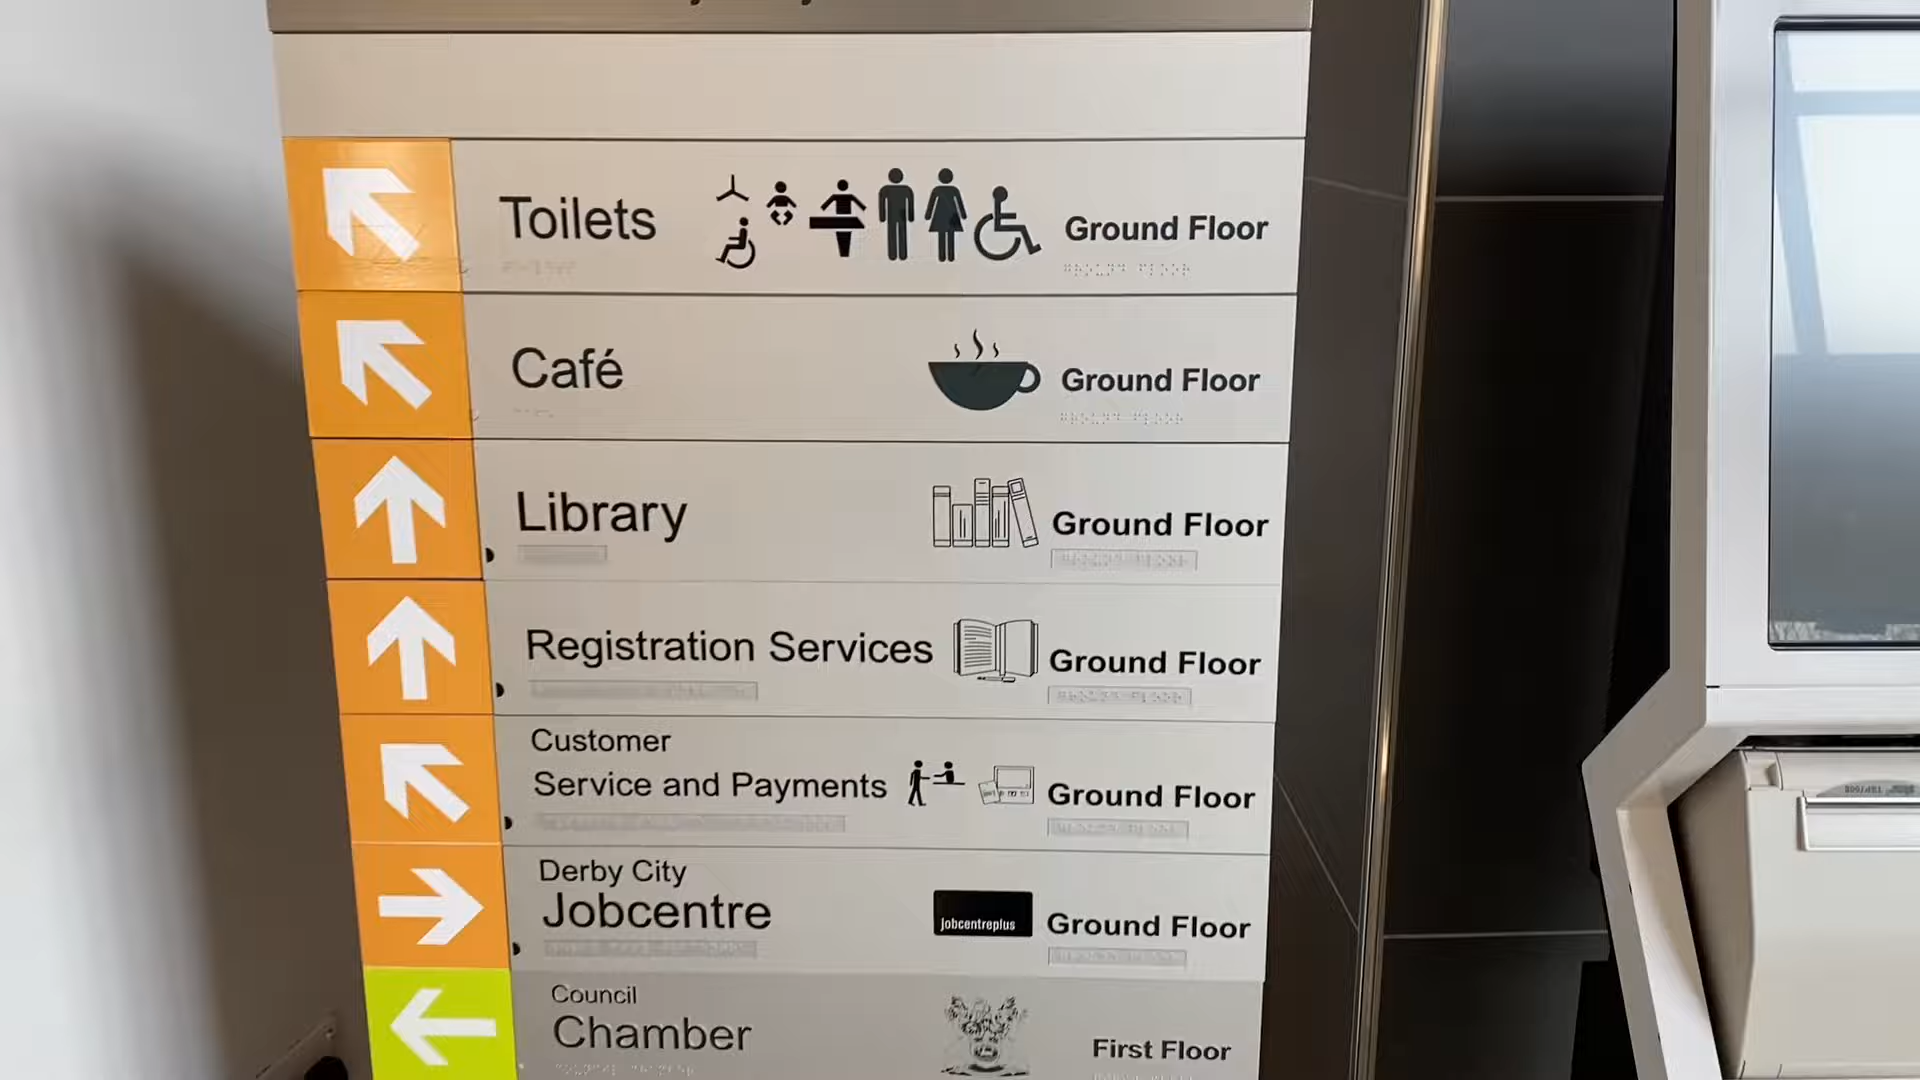 Toilets Ground Floor
Café Ground Floor
Library Ground Floor
Registration Services Ground Floor
Customer
Service and Payments Ground Floor
Derby City
Jobcentre jobcentreplus Ground Floor
Council
Chamber First Floor